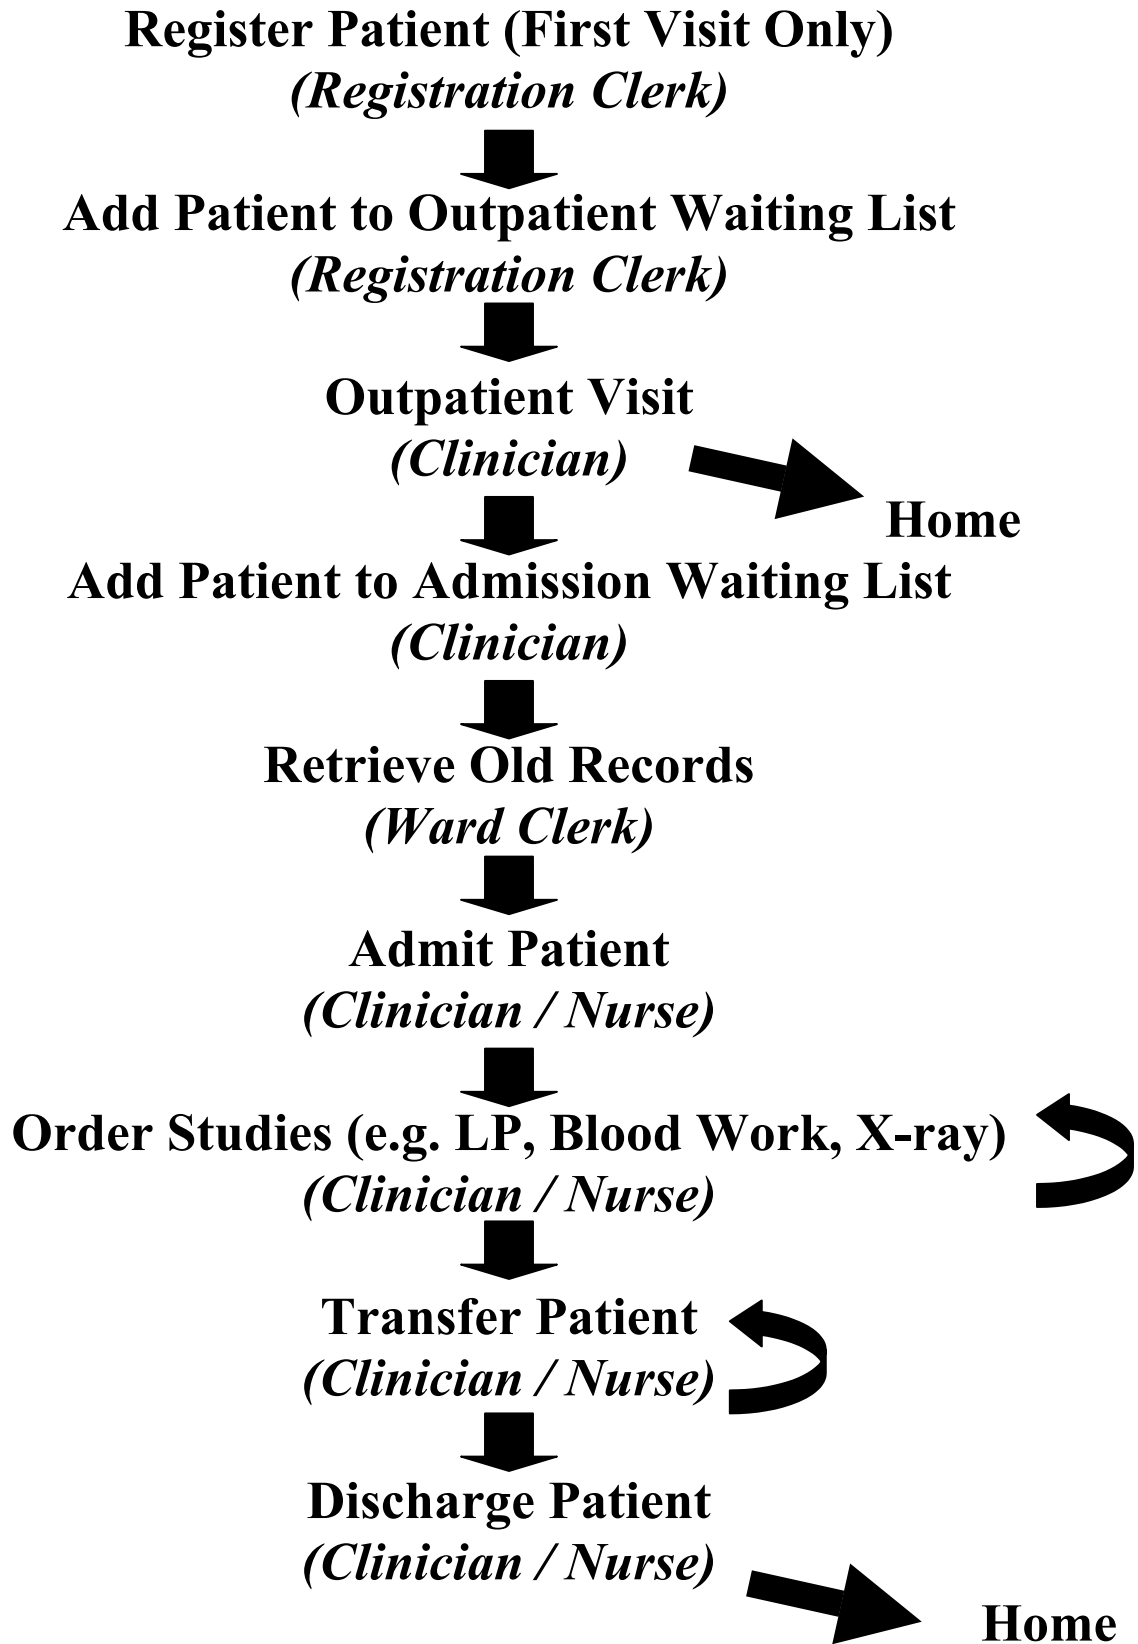 Register Patient (First Visit Only)
(Registration Clerk)
Add Patient to Outpatient Waiting List
(Registration Clerk)
Outpatient Visit
(Clinician)
Home
Add Patient to Admission Waiting List
(Clinician)
Retrieve Old Records
(Ward Clerk)
Admit Patient
(Clinician / Nurse)
Order Studies (e.g. LP, Blood Work, X-ray)
(Clinician / Nurse)
Transfer Patient
(Clinician / Nurse)
Discharge Patient
(Clinician / Nurse)
Home